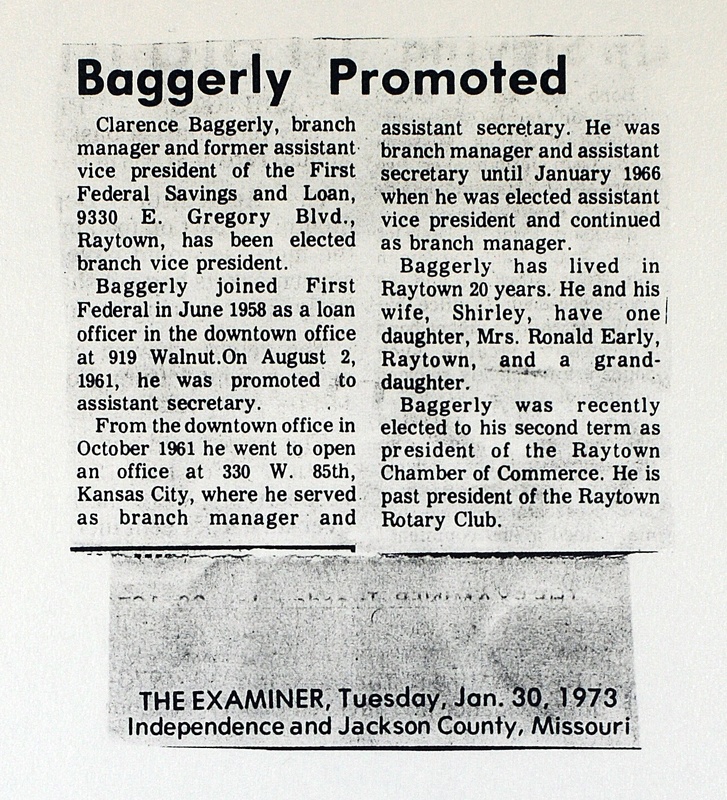 Baggerly Promoted
Clarence Baggerly, branch
manager and former assistant
vice president of the First
Federal Savings and Loan,
9330 E. Gregory Blvd.,
Raytown, has been elected
branch vice president.
Baggerly joined First
Federal in June 1958 as a loan
officer in the downtown office
at 919 Walnut.On August 2,
1961, he was promoted to
assistant secretary.
From the downtown office in
October 1961 he went to open
an office at 330 W. 85th,
Kansas City, where he served
as branch manager and
assistant secretary. He was
branch manager and assistant
secretary until January 1966
when he was elected assistant
vice president and continued
as branch manager.
Baggerly has lived in
Raytown 20 years. He and his
wife, Shirley, have one
daughter, Mrs. Ronald Early,
Raytown, and a grand-
daughter.
Baggerly was recently
elected to his second term as
president of the Raytown
Chamber of Commerce. He is
past president of the Raytown
Rotary Club.
THE EXAMINER, Tuesday, Jan. 30, 1973
Independence and Jackson County, Missouri